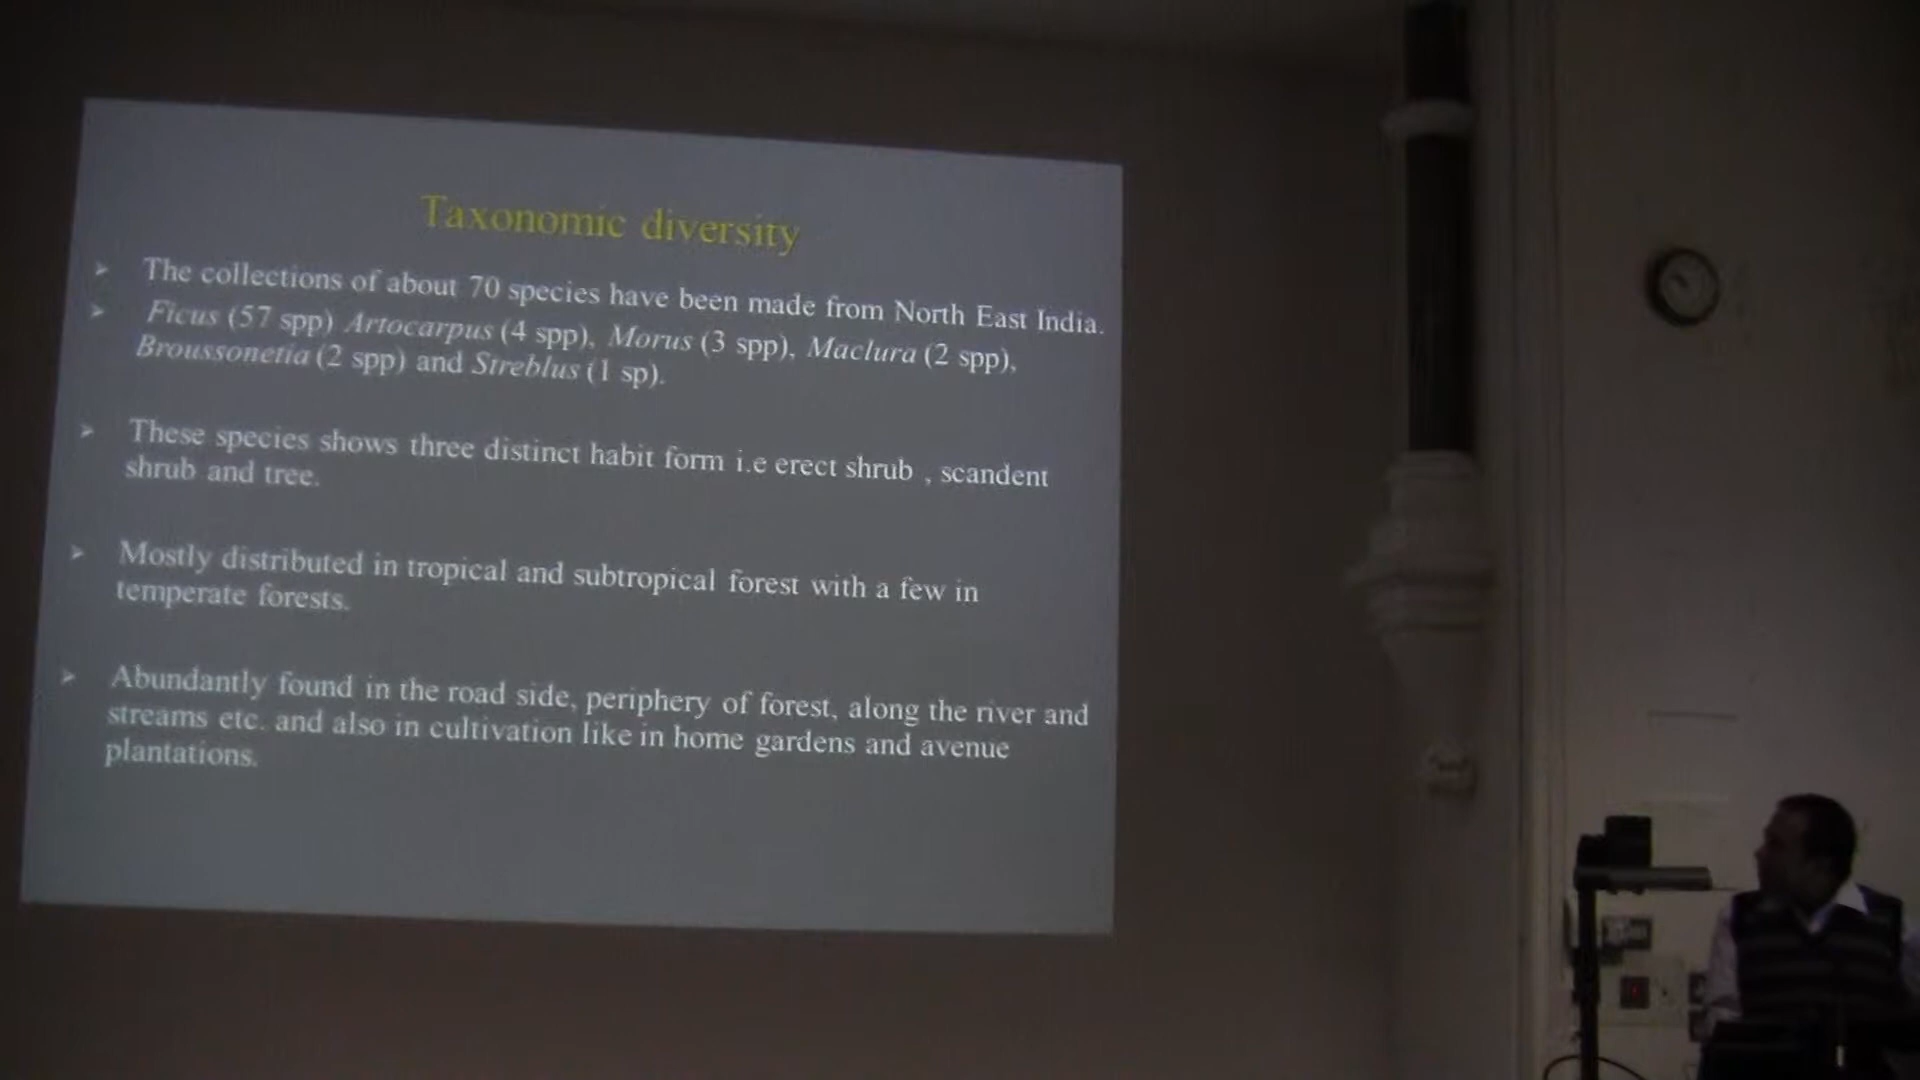 Taxonomic diversity
The collections of about 70 species have been made from North East India.
Ficus (57 spp) Artocarpus (4 spp), Morus (3 spp), Maclura (2 spp),
Broussonetia (2 spp) and Streblus (1 sp).
These species shows three distinct habit form i.e erect shrub , scandent
shrub and tree.
Mostly distributed in tropical and subtropical forest with a few in
temperate forests.
Abundantly found in the road side, periphery of forest, along the river and
streams etc. and also in cultivation like in home gardens and avenue
plantations.